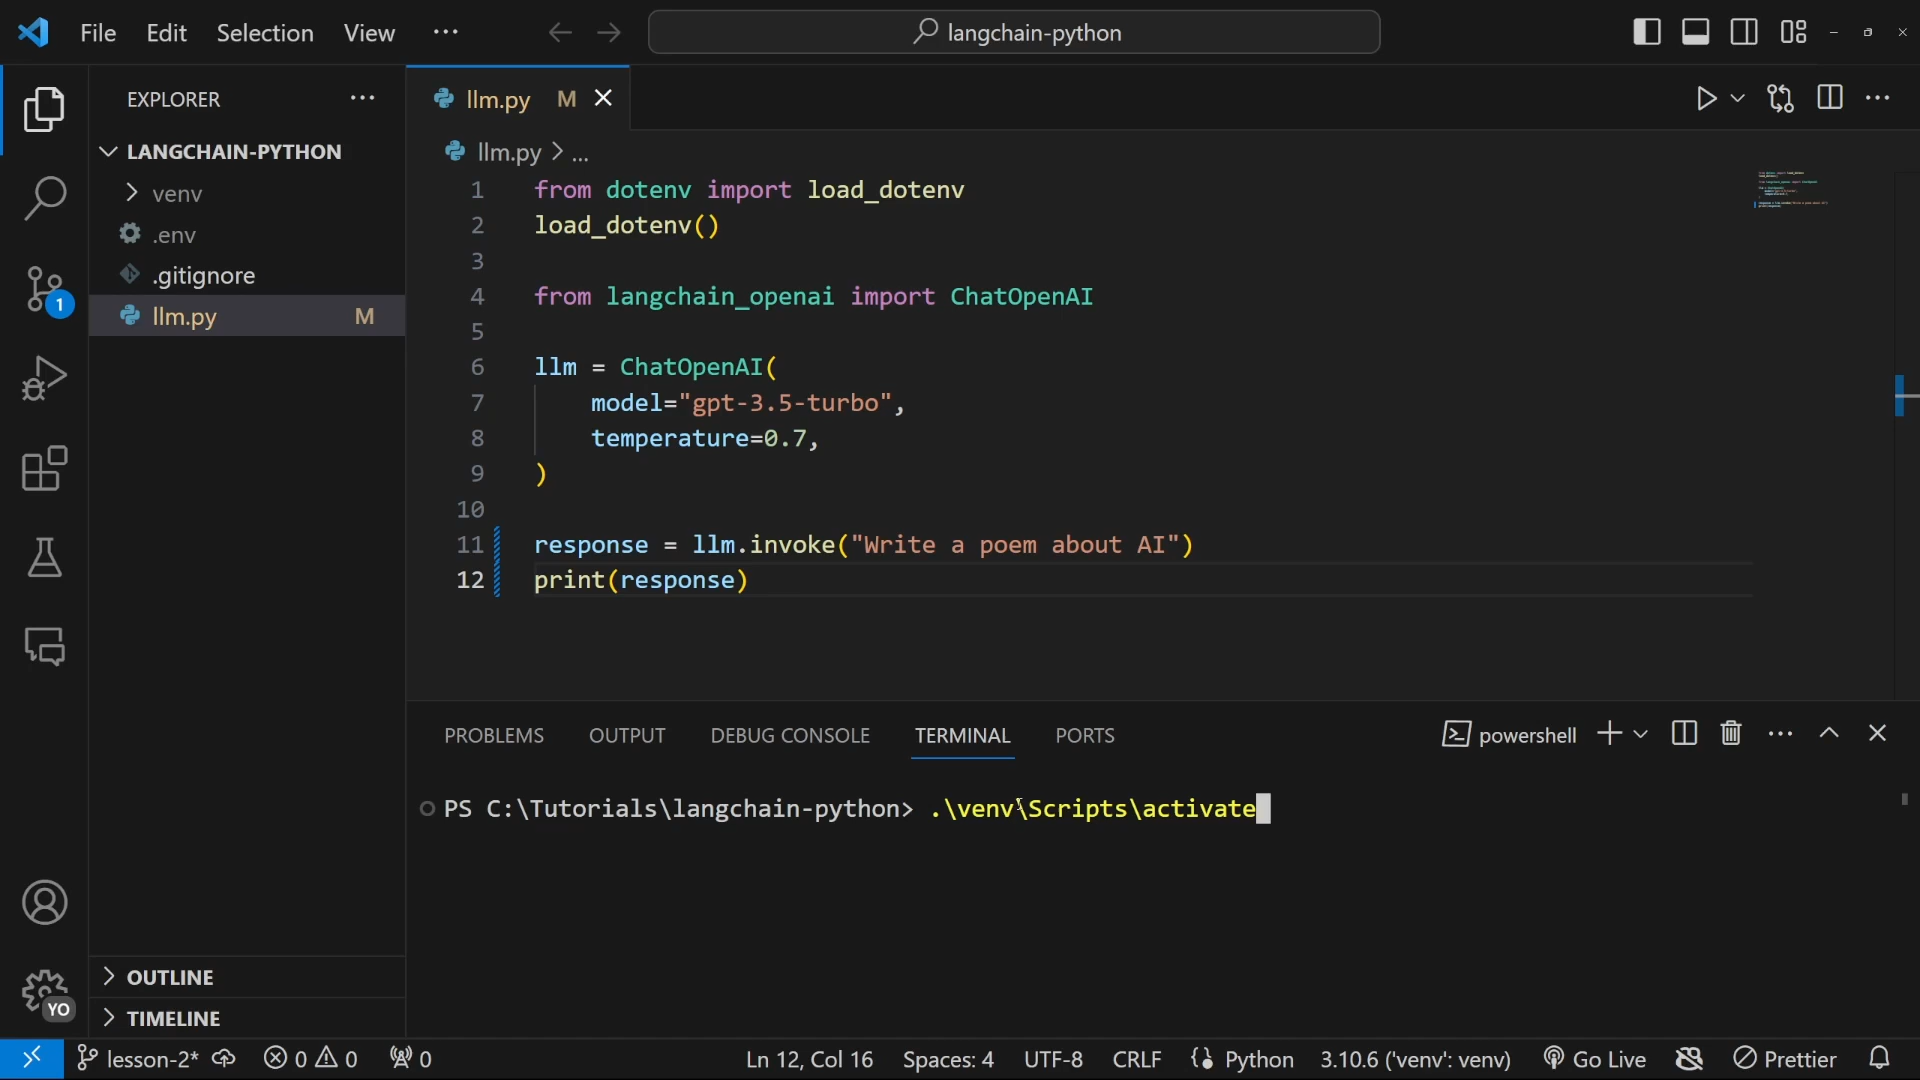 File Edit Selection View ···
langchain-python
EXPLORER ···
LANGCHAIN-PYTHON
venv
.env
.gitignore
llm.py M
1
OUTLINE
TIMELINE
YO
llm.py M
llm.py > ...
1 from dotenv import load_dotenv
2 load_dotenv()
3
4 from langchain_openai import ChatOpenAI
5
6 llm = ChatOpenAI(
7 model="gpt-3.5-turbo",
8 temperature=0.7,
9 )
10
11 response = llm.invoke("Write a poem about AI")
12 print(response)
PROBLEMS OUTPUT DEBUG CONSOLE TERMINAL PORTS powershell
PS C:\Tutorials\langchain-python> .\venv\Scripts\activate
lesson-2* 0 0 0 Ln 12, Col 16 Spaces: 4 UTF-8 CRLF Python 3.10.6 ('venv': venv) Go Live Prettier